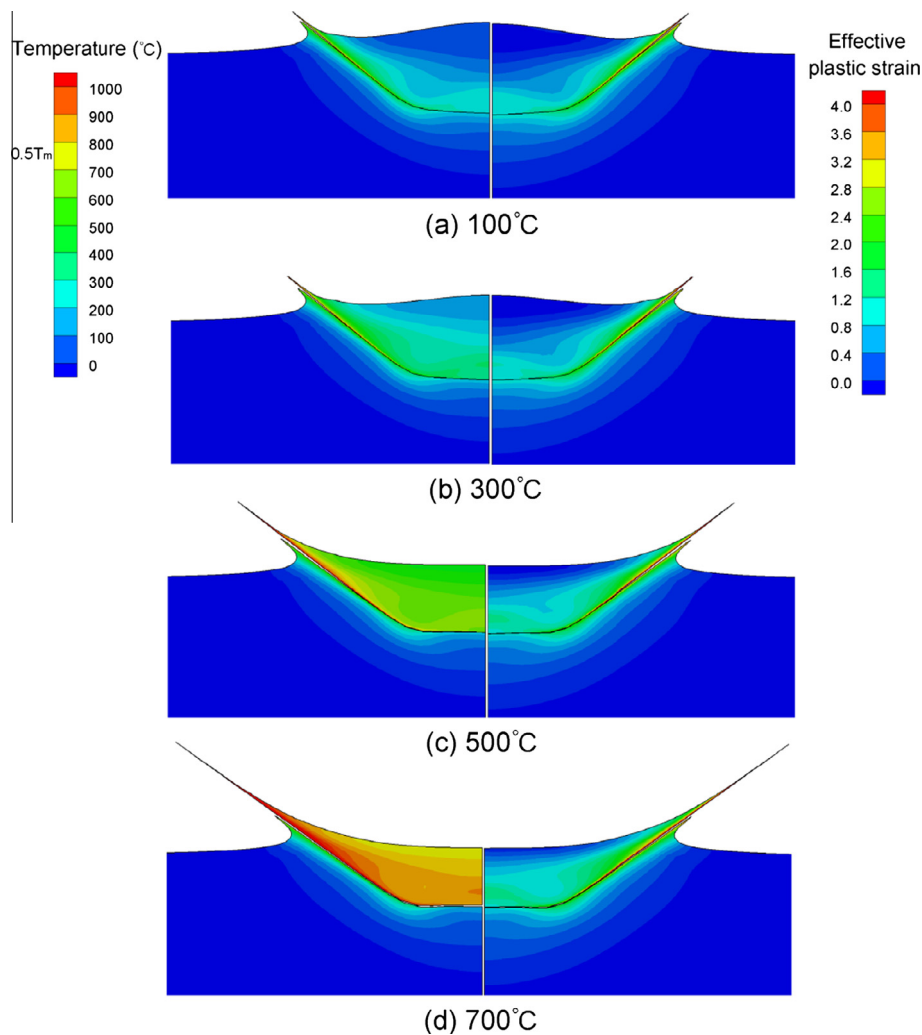 Temperature (℃)
1000
900
800
0.5Tm
700
600
500
400
300
200
100
0
Effective
plastic strain
4.0
3.6
3.2
2.8
2.4
2.0
1.6
1.2
0.8
0.4
0.0
(a) 100℃
(b) 300℃
(c) 500℃
(d) 700℃